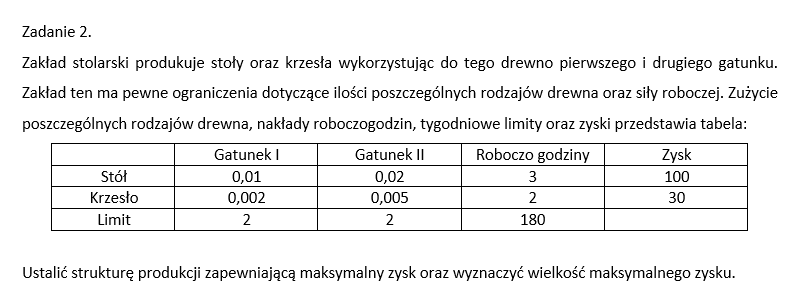 Zadanie 2.
Zakład stolarski produkuje stoły oraz krzesła wykorzystując do tego drewno pierwszego i drugiego gatunku.
Zakład ten ma pewne ograniczenia dotyczące ilości poszczególnych rodzajów drewna oraz siły roboczej. Zużycie
poszczególnych rodzajów drewna, nakłady roboczogodzin, tygodniowe limity oraz zyski przedstawia tabela:
Gatunek I Gatunek II Roboczo godziny Zysk
Stół 0,01 0,02 3 100
Krzesło 0,002 0,005 2 30
Limit 2 2 180
Ustalić strukturę produkcji zapewniającą maksymalny zysk oraz wyznaczyć wielkość maksymalnego zysku.